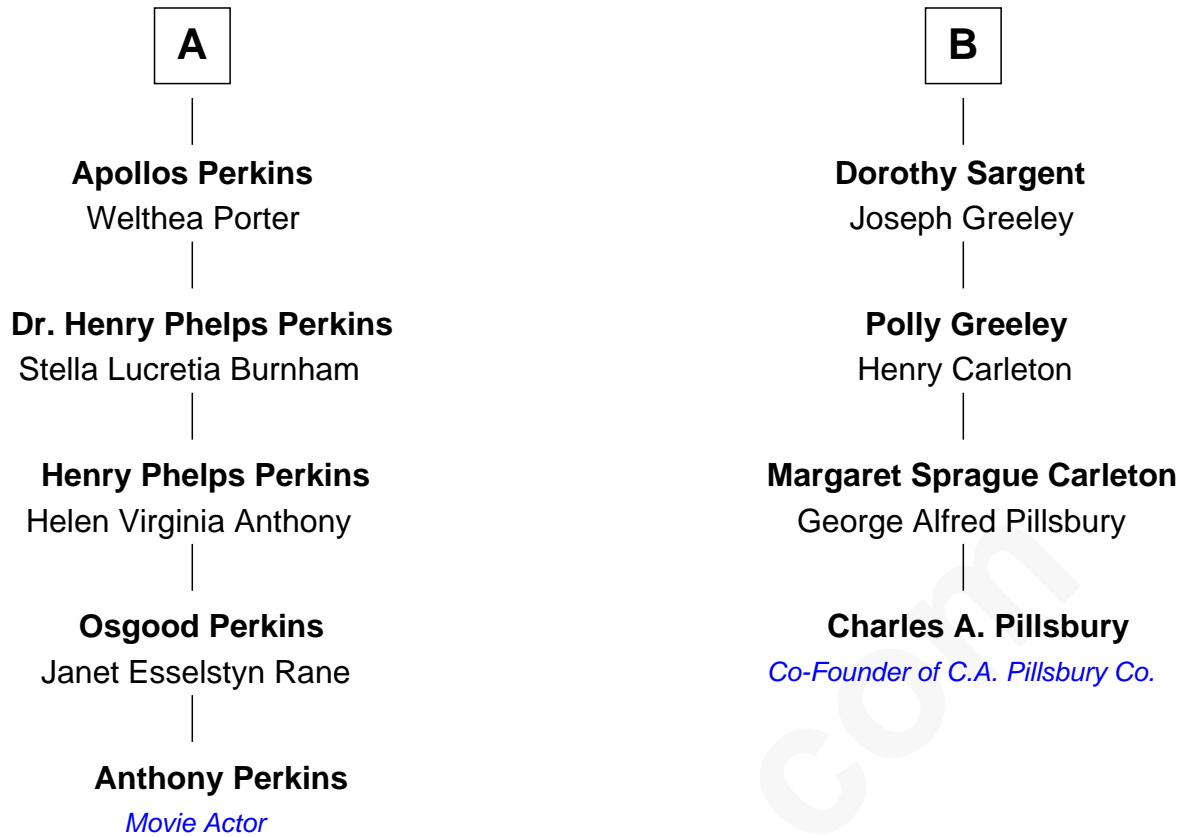 A
Apollos Perkins
Welthea Porter
Dr. Henry Phelps Perkins
Stella Lucretia Burnham
Henry Phelps Perkins
Helen Virginia Anthony
Osgood Perkins
Janet Esselstyn Rane
Anthony Perkins
Movie Actor
B
Dorothy Sargent
Joseph Greeley
Polly Greeley
Henry Carleton
Margaret Sprague Carleton
George Alfred Pillsbury
Charles A. Pillsbury
Co-Founder of C.A. Pillsbury Co.
com